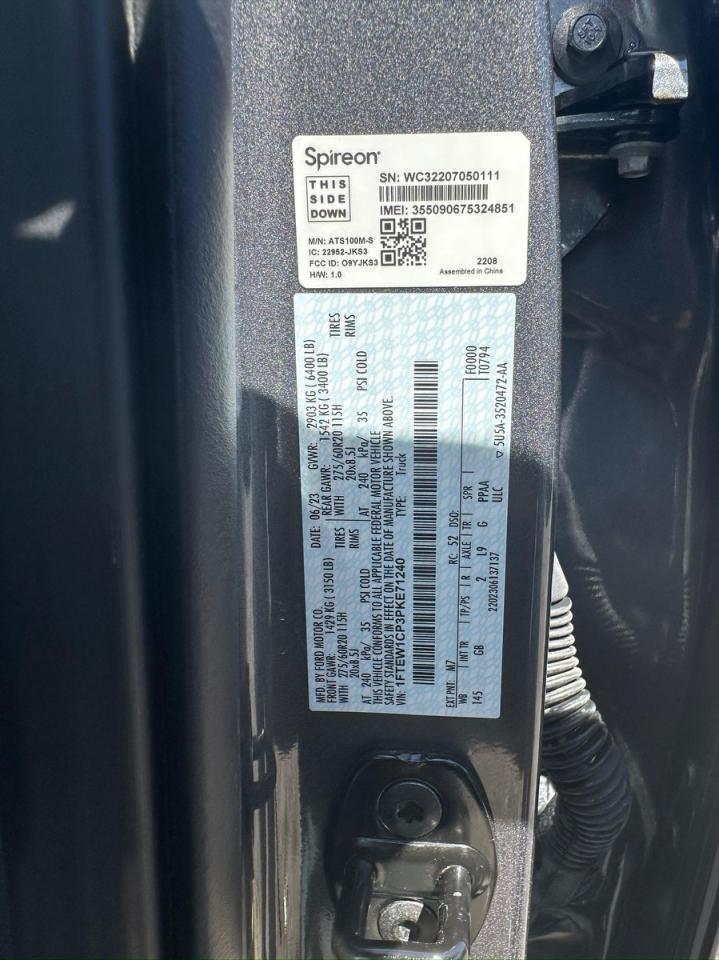 Spireon
SN: WC32207050111
THIS
SIDE
DOWN
IMEI: 355090675324851
M/N: ATS100M-S
IC: 22952-JKS3
FCC ID: O9YJKS3
H/W: 1.0
2208
Assembled in China
MFD. BY FORD MOTOR CO. DATE: 06/23 GVWR: 2903 KG ( 6400 LB)
FRONT GAWR: 1429 KG ( 3150 LB) REAR GAWR: 1542 KG ( 3400 LB)
WITH 275/60R20 115H TIRES WITH 275/60R20 115H TIRES
20x8.5J RIMS 20x8.5J RIMS
AT 240 kPa/ 35 PSI COLD AT 240 kPa/ 35 PSI COLD
THIS VEHICLE CONFORMS TO ALL APPLICABLE FEDERAL MOTOR VEHICLE
SAFETY STANDARDS IN EFFECT ON THE DATE OF MANUFACTURE SHOWN ABOVE.
VIN: 1FTEW1CP3PKE71240 TYPE: Truck
EXT PNT: M7 RC: 52 DSO: F0000
WB INT TR TP/PS R AXLE TR SPR T0794
145 GB 2 L9 G PPAA
2202306137137 ULC ▽ 5U5A-3520472-AA